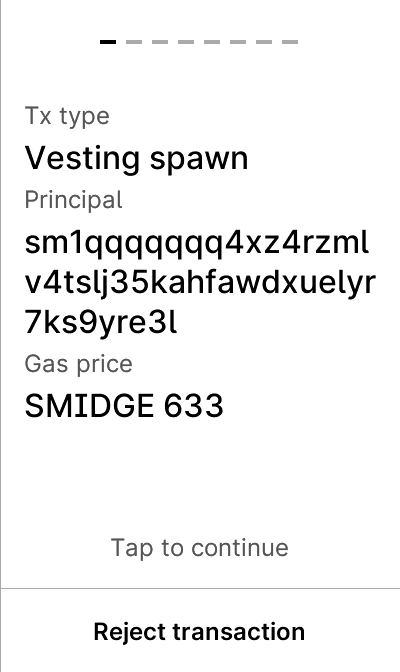 Tx type
Vesting spawn
Principal
sm1qqqqqqq4xz4rzml
v4tslj35kahfawdxuelyr
7ks9yre3l
Gas price
SMIDGE 633
Tap to continue
Reject transaction